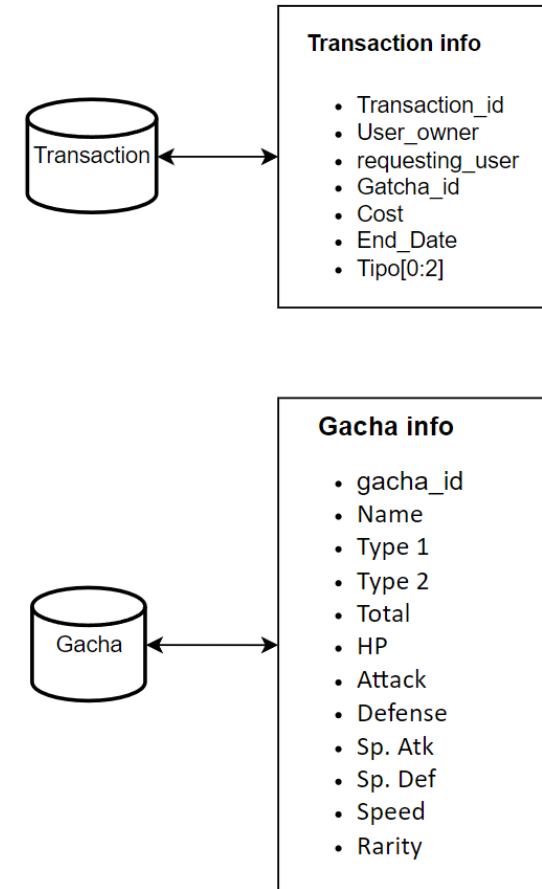 Transaction info
Transaction
• Transaction_id
• User_owner
• requesting_user
• Gatcha_id
• Cost
• End_Date
• Tipo[0:2]
Gacha info
Gacha
• gacha_id
• Name
• Type 1
• Type 2
• Total
• HP
• Attack
• Defense
• Sp. Atk
• Sp. Def
• Speed
• Rarity